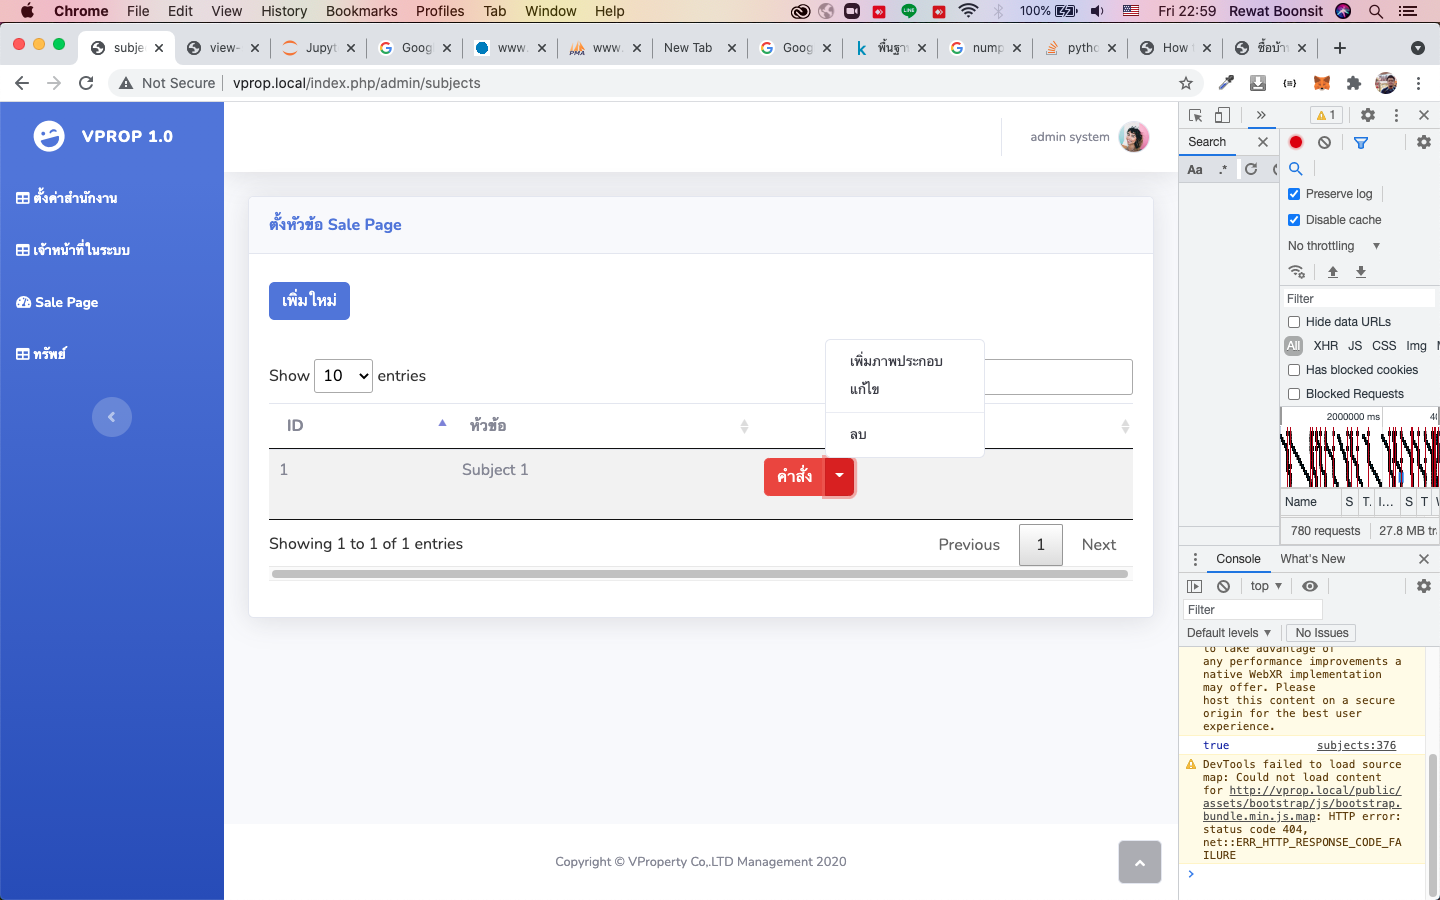 Chrome File Edit View History Bookmarks Profiles Tab Window Help 100% Fri 22:59 Rewat Boonsit
subje view- Jupyt Goog www. www. New Tab Goog พื้นฐาน nump pytho How t ซื้อบ้าน
Not Secure vprop.local/index.php/admin/subjects
VPROP 1.0
ตั้งค่าสำนักงาน
เจ้าหน้าที่ในระบบ
Sale Page
ทรัพย์
admin system
ตั้งหัวข้อ Sale Page
เพิ่มใหม่
Show 10 entries
เพิ่มภาพประกอบ
แก้ไข
ลบ
ID หัวข้อ
1 Subject 1 คำสั่ง
Showing 1 to 1 of 1 entries
Previous 1 Next
Copyright © VProperty Co,.LTD Management 2020
1
Search
Aa .*
Preserve log
Disable cache
No throttling
Filter
Hide data URLs
All XHR JS CSS Img
Has blocked cookies
Blocked Requests
2000000 ms
Name S T. I... S T
780 requests 27.8 MB tr
Console What's New
top
Filter
Default levels No Issues
to take advantage of
any performance improvements a
native WebXR implementation
may offer. Please
host this content on a secure
origin for the best user
experience.
true subjects:376
DevTools failed to load source
map: Could not load content
for http://vprop.local/public/
assets/bootstrap/js/bootstrap.
bundle.min.js.map: HTTP error:
status code 404,
net::ERR_HTTP_RESPONSE_CODE_FA
ILURE